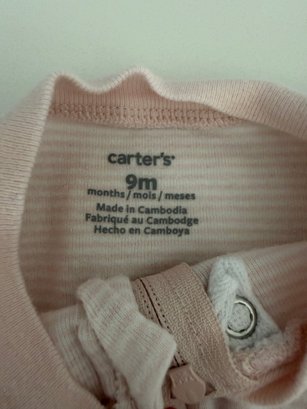 carter's
9m
months/mois/meses
Made in Cambodia
Fabriqué au Cambodge
Hecho en Camboya